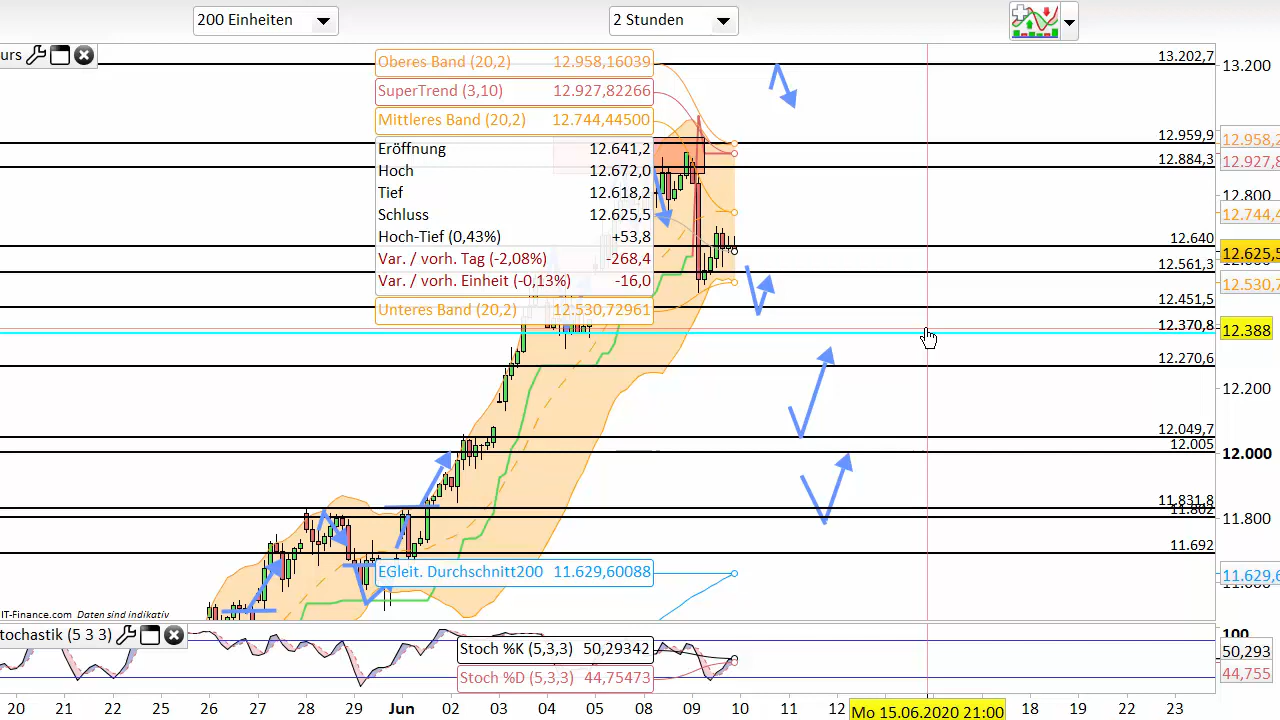 200 Einheiten
2 Stunden
urs
Oberes Band (20,2) 12.958,16039
SuperTrend (3,10) 12.927,82266
Mittleres Band (20,2) 12.744,44500
Eröffnung 12.641,2
Hoch 12.672,0
Tief 12.618,2
Schluss 12.625,5
Hoch-Tief (0,43%) +53,8
Var. / vorh. Tag (-2,08%) -268,4
Var. / vorh. Einheit (-0,13%) -16,0
Unteres Band (20,2) 12.530,72961
EGleit. Durchschnitt200 11.629,60088
13.202,7
12.959,9
12.884,3
12.640
12.561,3
12.451,5
12.370,8
12.270,6
12.049,7
12.005
11.831,8
11.802
11.692
13.200
12.958,2
12.927,8
12.800
12.744,4
12.625,5
12.530,7
12.388
12.200
12.000
11.800
11.629,6
IT-Finance.com Daten sind indikativ
tochastik (5 3 3)
Stoch %K (5,3,3) 50,29342
Stoch %D (5,3,3) 44,75473
100
50,293
44,755
20 21 22 23 24 25 26 27 28 29 31 Jun 02 03 04 05 08 09 10 11 12 Mo 15.06.2020 21:00 18 19 20 22 23